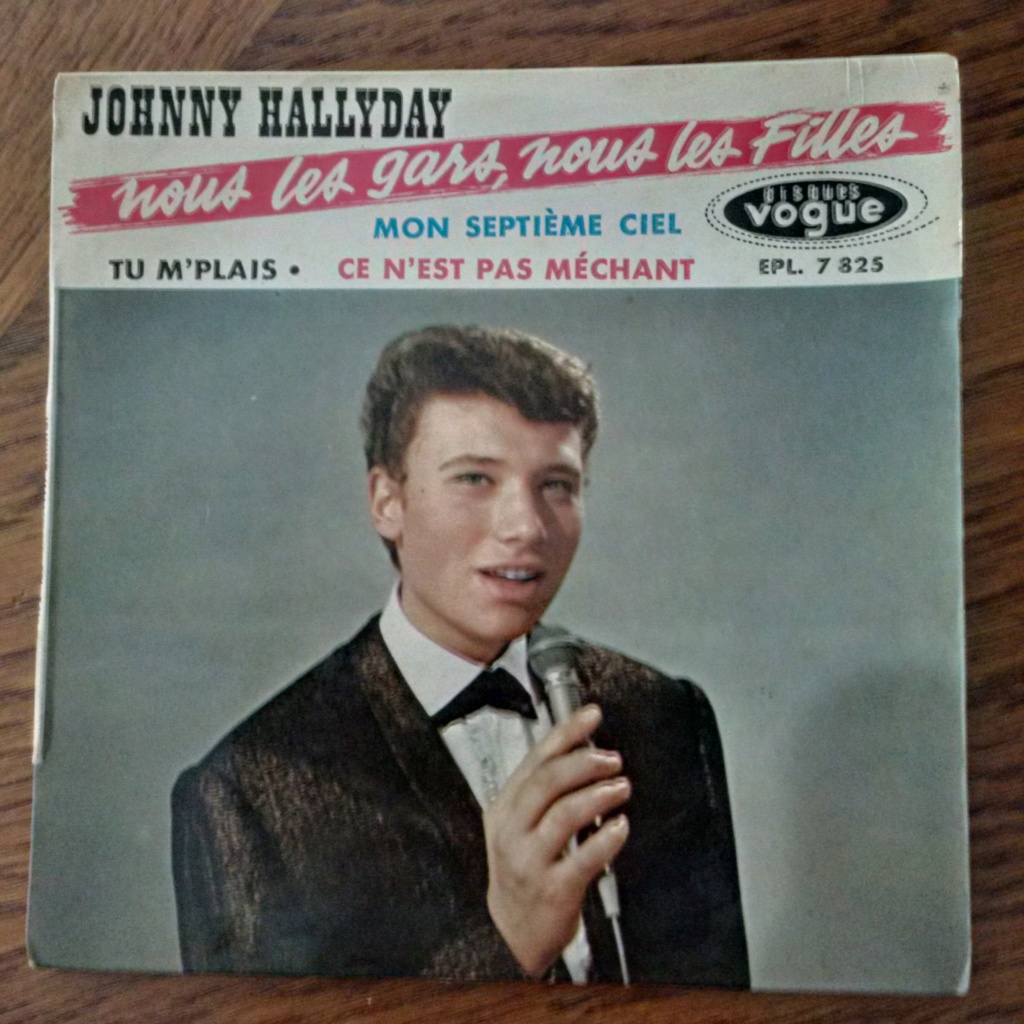 JOHNNY HALLYDAY
nous les gars, nous les Filles
DISQUES
vogue
MON SEPTIÈME CIEL
TU M'PLAIS • CE N'EST PAS MÉCHANT
EPL. 7 825